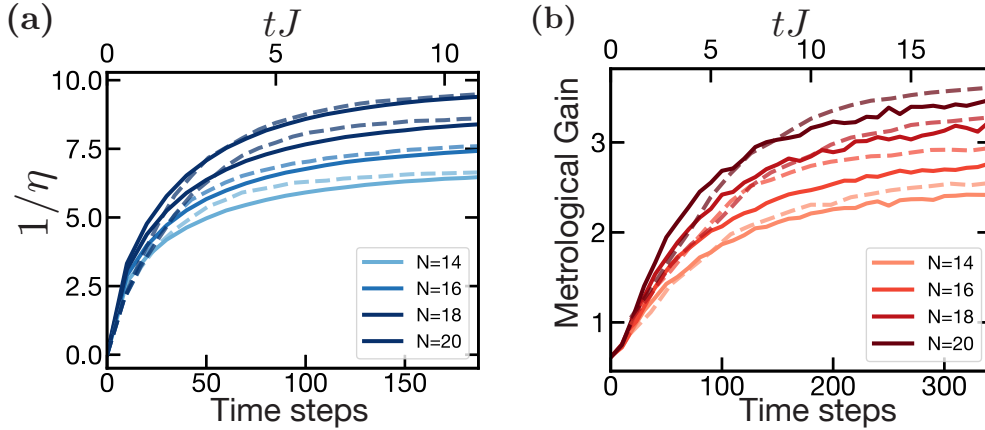 (a)
tJ
0 5 10
10.0
7.5
5.0
2.5
0.0
1/η
N=14
N=16
N=18
N=20
0 50 100 150
Time steps
(b)
tJ
0 5 10 15
3
2
1
Metrological Gain
N=14
N=16
N=18
N=20
0 100 200 300
Time steps